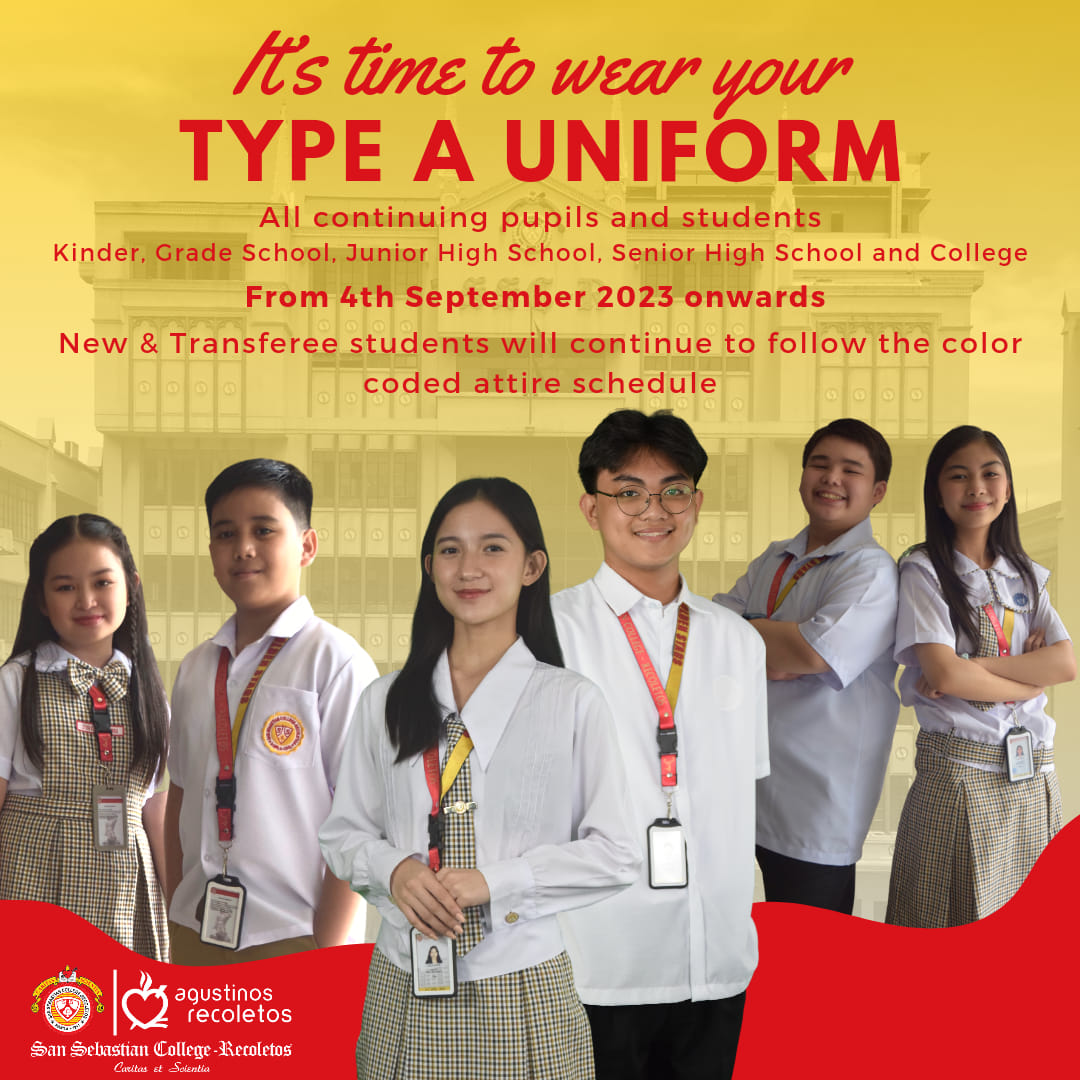 It's time to wear your
TYPE A UNIFORM
All continuing pupils and students
Kinder, Grade School, Junior High School, Senior High School and College
From 4th September 2023 onwards
New & Transferee students will continue to follow the color
coded attire schedule
COLLEGE - RECOLETOS
agustinos
recoletos
San Sebastian College-Recoletos
Caritas et Scientia